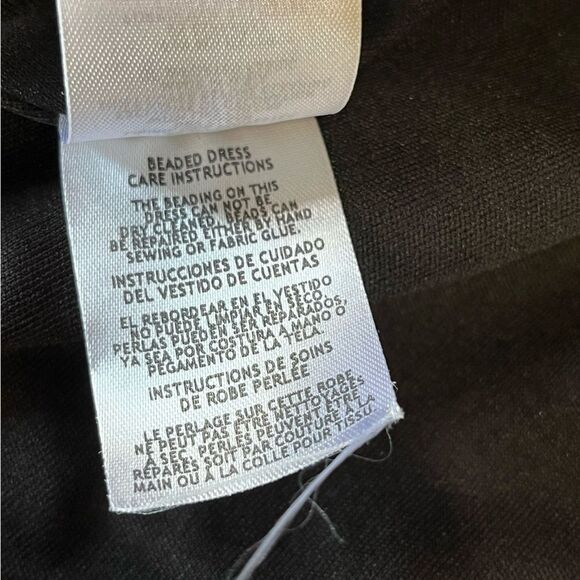 BEADED DRESS
CARE INSTRUCTIONS
THE BEADING ON THIS
DRESS CAN NOT BE
DRY CLEANED, BEADS CAN
BE REPAIRED EITHER BY HAND
SEWING OR FABRIC GLUE.
INSTRUCCIONES DE CUIDADO
DEL VESTIDO DE CUENTAS
EL REBORDEAR EN EL VESTIDO
NO PUEDE LIMPIAR EN SECO,
PERLAS PUEDEN SER REPARADOS,
YA SEA POR COSTURA A MANO O
PEGAMENTO DE LA TELA.
INSTRUCTIONS DE SOINS
DE ROBE PERLÉE
LE PERLAGE SUR CETTE ROBE
NE PEUT PAS ÊTRE NETTOYAGES
À SEC, PERLES PEUVENT ÊTRE
RÉPARÉS SOIT PAR COUTURE À LA
MAIN OU À LA COLLE POUR TISSU.